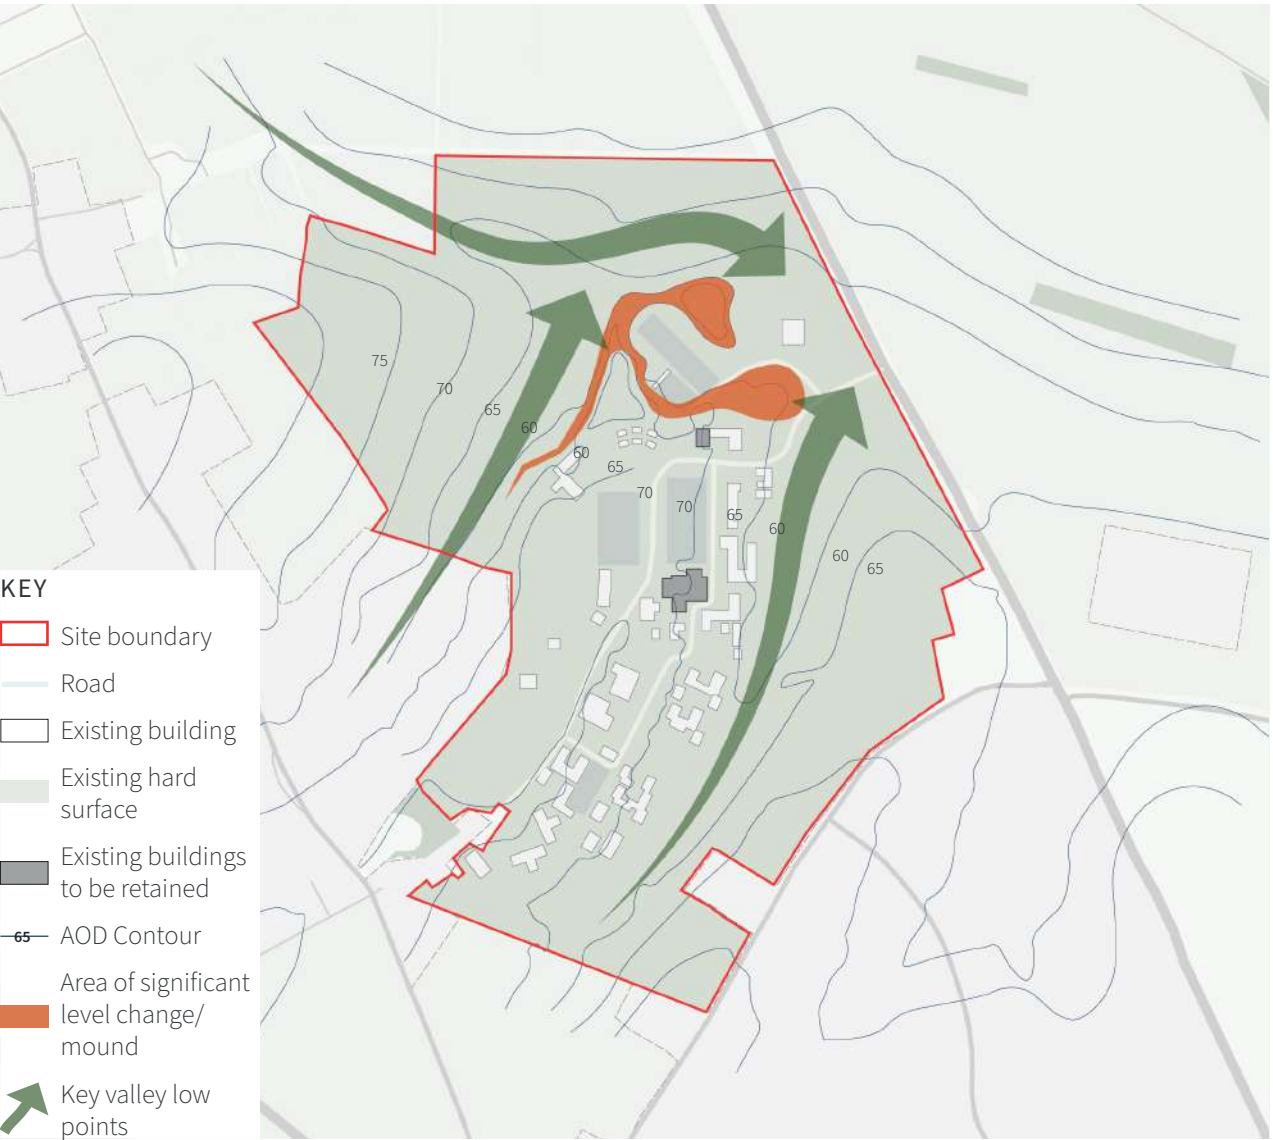 75
70
65
60
60
65
70
70
65
60
60
65
KEY
Site boundary
Road
Existing building
Existing hard
surface
Existing buildings
to be retained
65 AOD Contour
Area of significant
level change/
mound
Key valley low
points